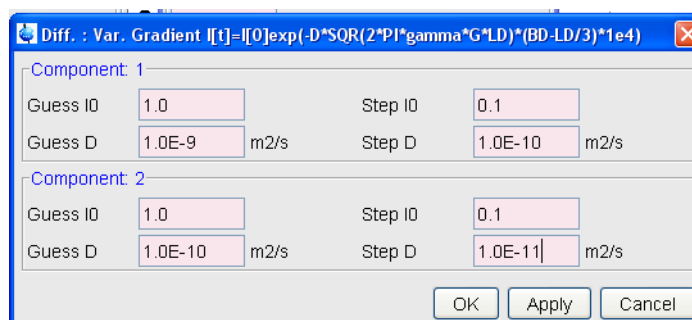 Diff. : Var. Gradient I[t]=I[0]exp(-D*SQR(2*PI*gamma*G*LD)*(BD-LD/3)*1e4)
Component: 1
Guess I0 1.0 Step I0 0.1
Guess D 1.0E-9 m2/s Step D 1.0E-10 m2/s
Component: 2
Guess I0 1.0 Step I0 0.1
Guess D 1.0E-10 m2/s Step D 1.0E-11 m2/s
OK Apply Cancel